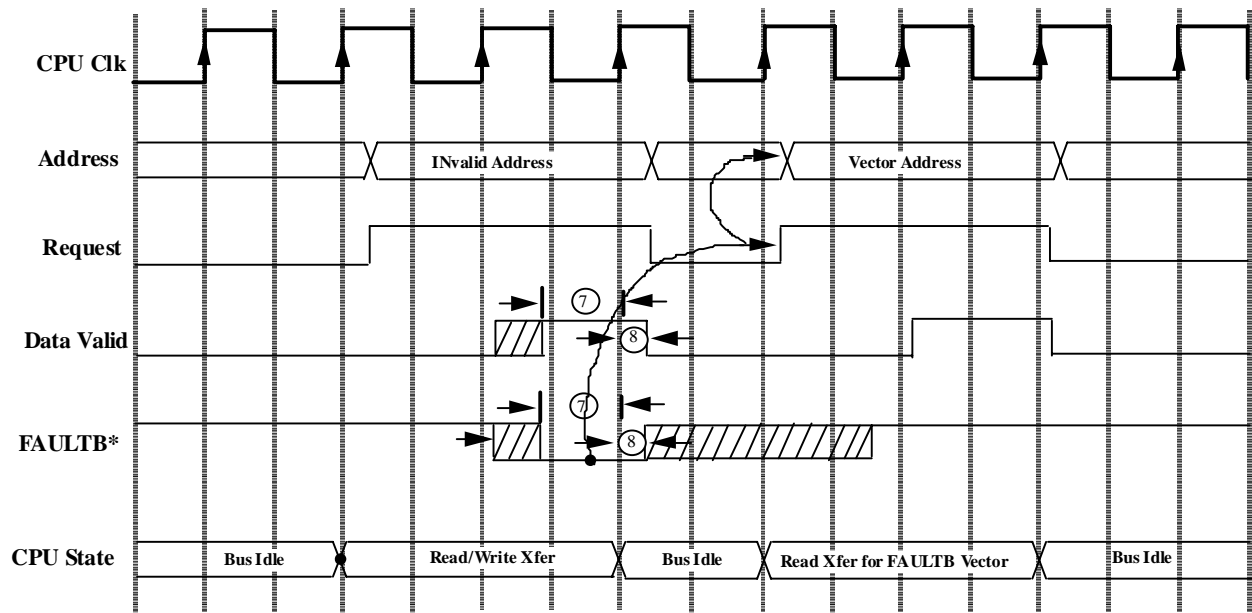 CPU Clk
Address
INvalid Address
Vector Address
Request
7
Data Valid
8
7
FAULTB*
8
CPU State
Bus Idle
Read/Write Xfer
Bus Idle
Read Xfer for FAULTB Vector
Bus Idle